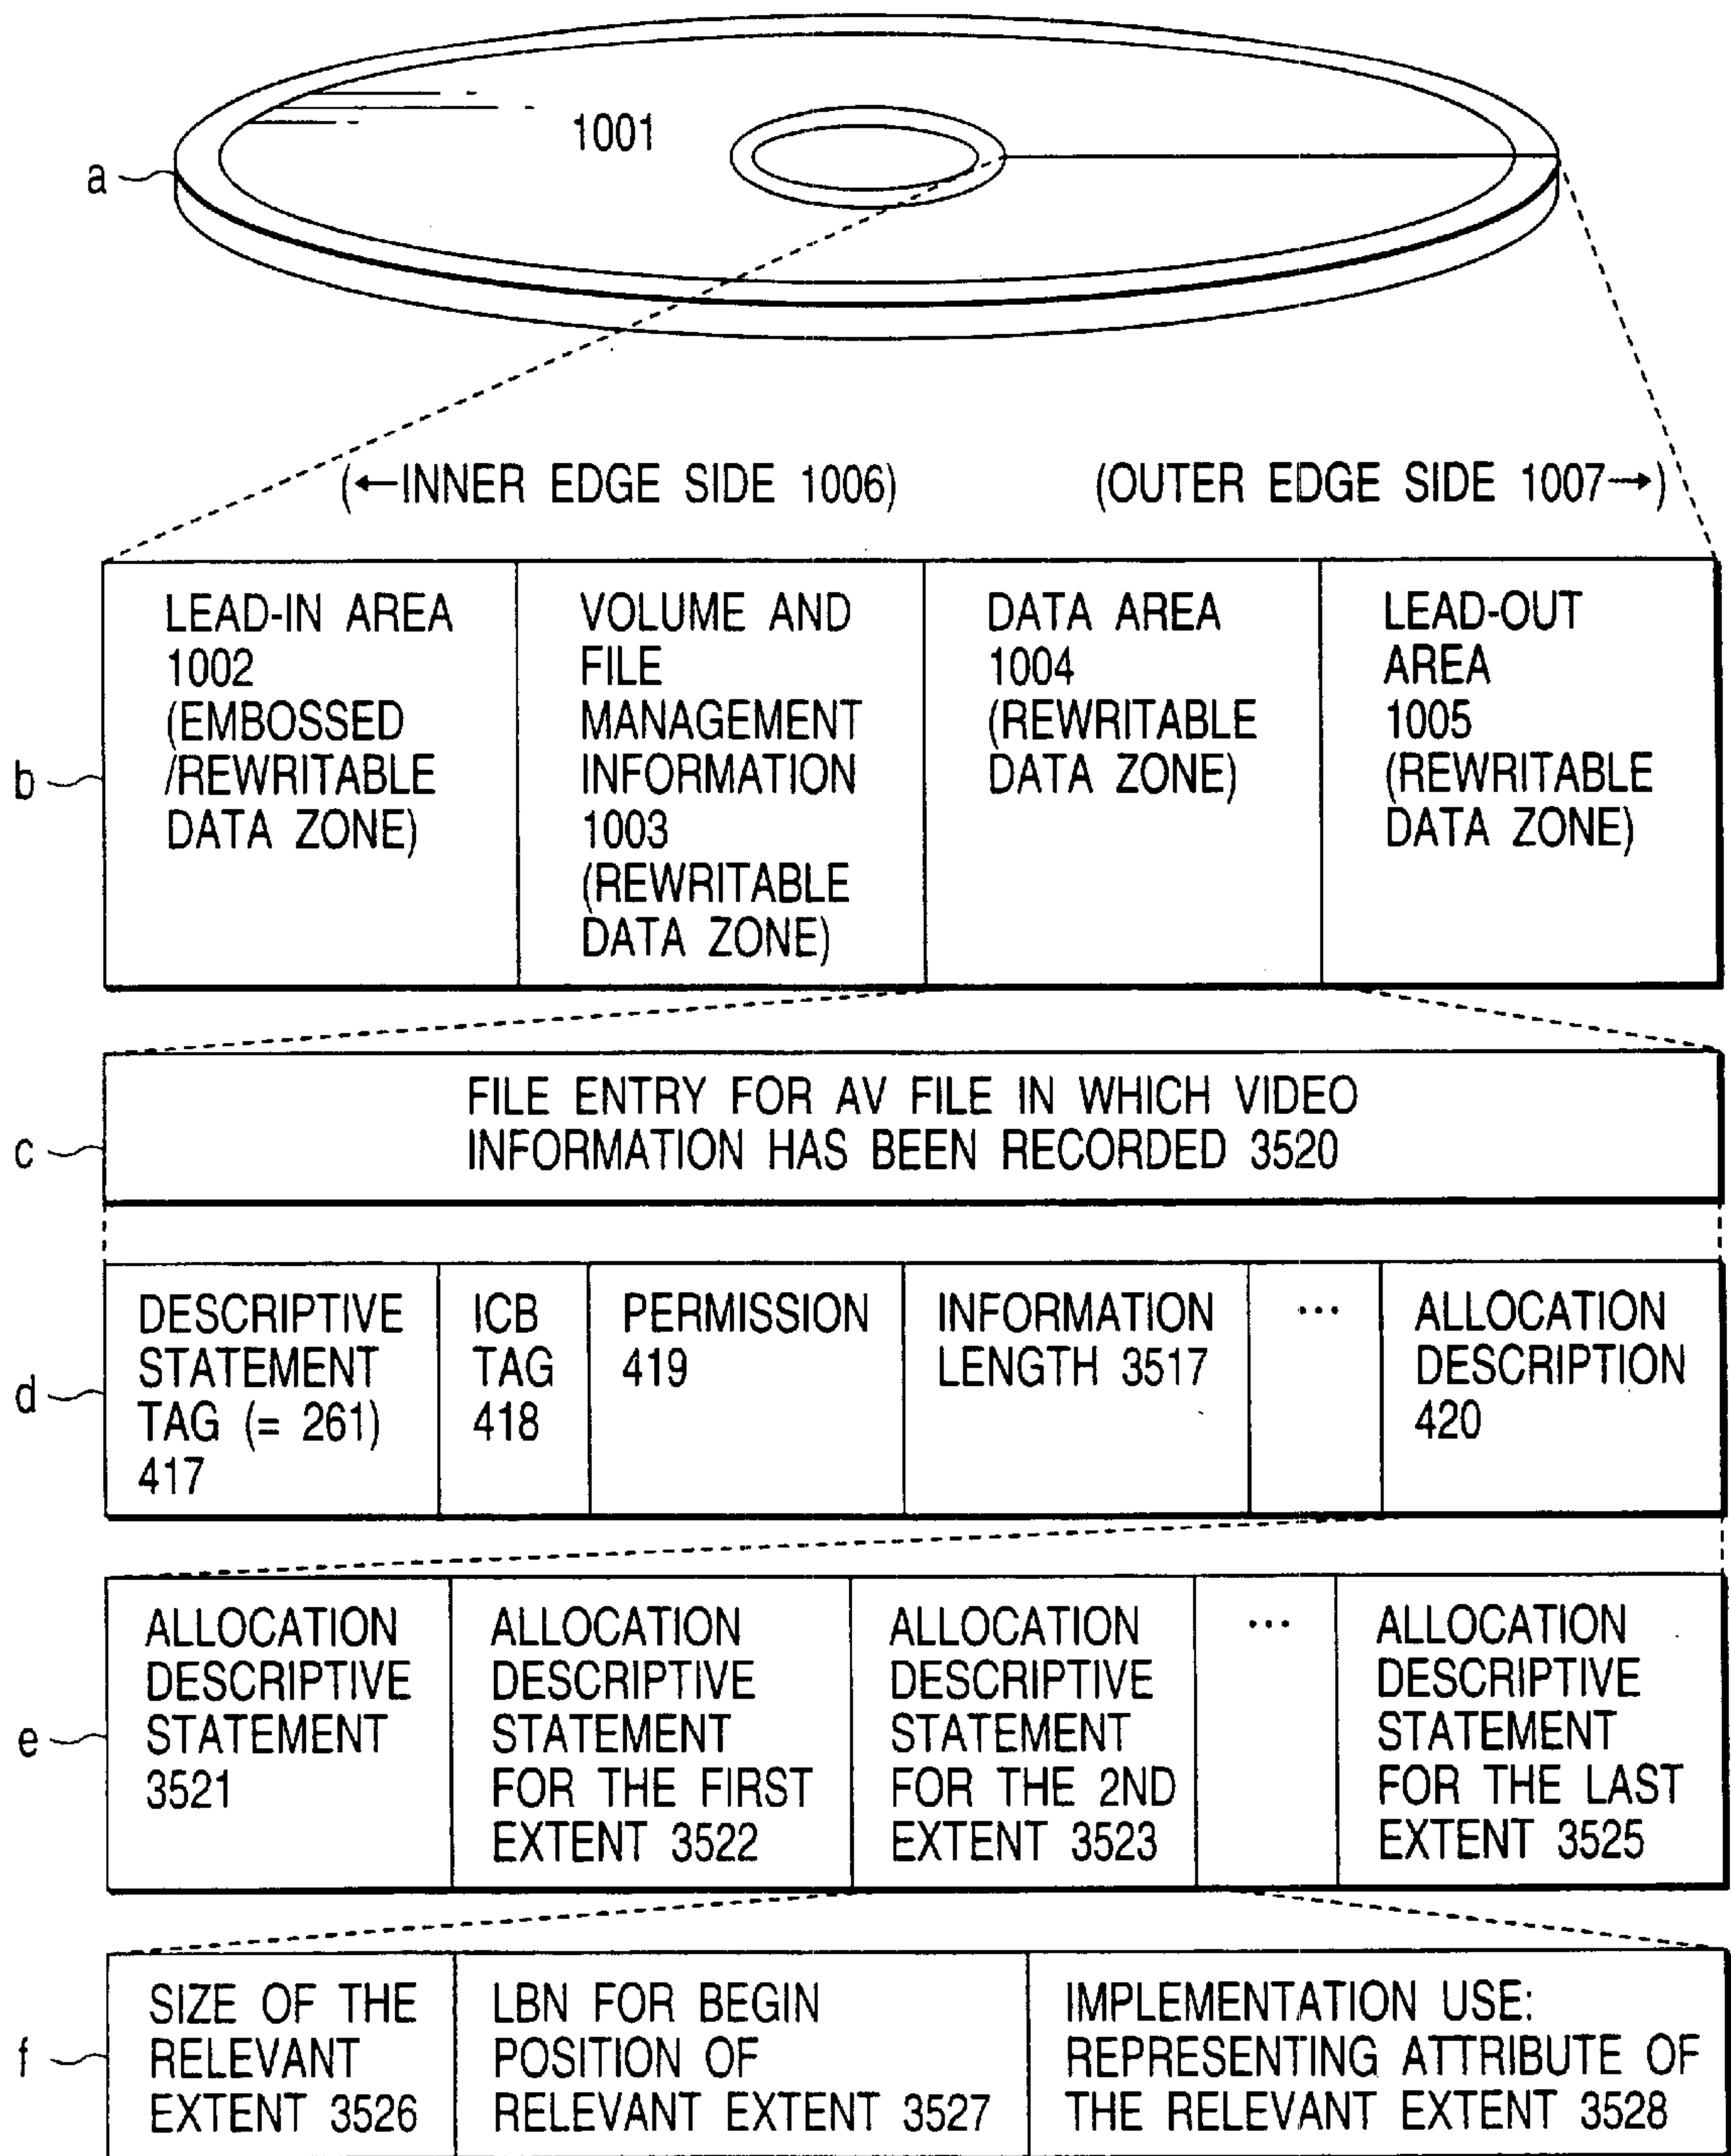 1001
a
(←INNER EDGE SIDE 1006)
(OUTER EDGE SIDE 1007→)
b
LEAD-IN AREA
1002
(EMBOSSED
/REWRITABLE
DATA ZONE)
VOLUME AND
FILE
MANAGEMENT
INFORMATION
1003
(REWRITABLE
DATA ZONE)
DATA AREA
1004
(REWRITABLE
DATA ZONE)
LEAD-OUT
AREA
1005
(REWRITABLE
DATA ZONE)
c
FILE ENTRY FOR AV FILE IN WHICH VIDEO
INFORMATION HAS BEEN RECORDED 3520
d
DESCRIPTIVE
STATEMENT
TAG (= 261)
417
ICB
TAG
418
PERMISSION
419
INFORMATION
LENGTH 3517
...
ALLOCATION
DESCRIPTION
420
e
ALLOCATION
DESCRIPTIVE
STATEMENT
3521
ALLOCATION
DESCRIPTIVE
STATEMENT
FOR THE FIRST
EXTENT 3522
ALLOCATION
DESCRIPTIVE
STATEMENT
FOR THE 2ND
EXTENT 3523
...
ALLOCATION
DESCRIPTIVE
STATEMENT
FOR THE LAST
EXTENT 3525
f
SIZE OF THE
RELEVANT
EXTENT 3526
LBN FOR BEGIN
POSITION OF
RELEVANT EXTENT 3527
IMPLEMENTATION USE:
REPRESENTING ATTRIBUTE OF
THE RELEVANT EXTENT 3528